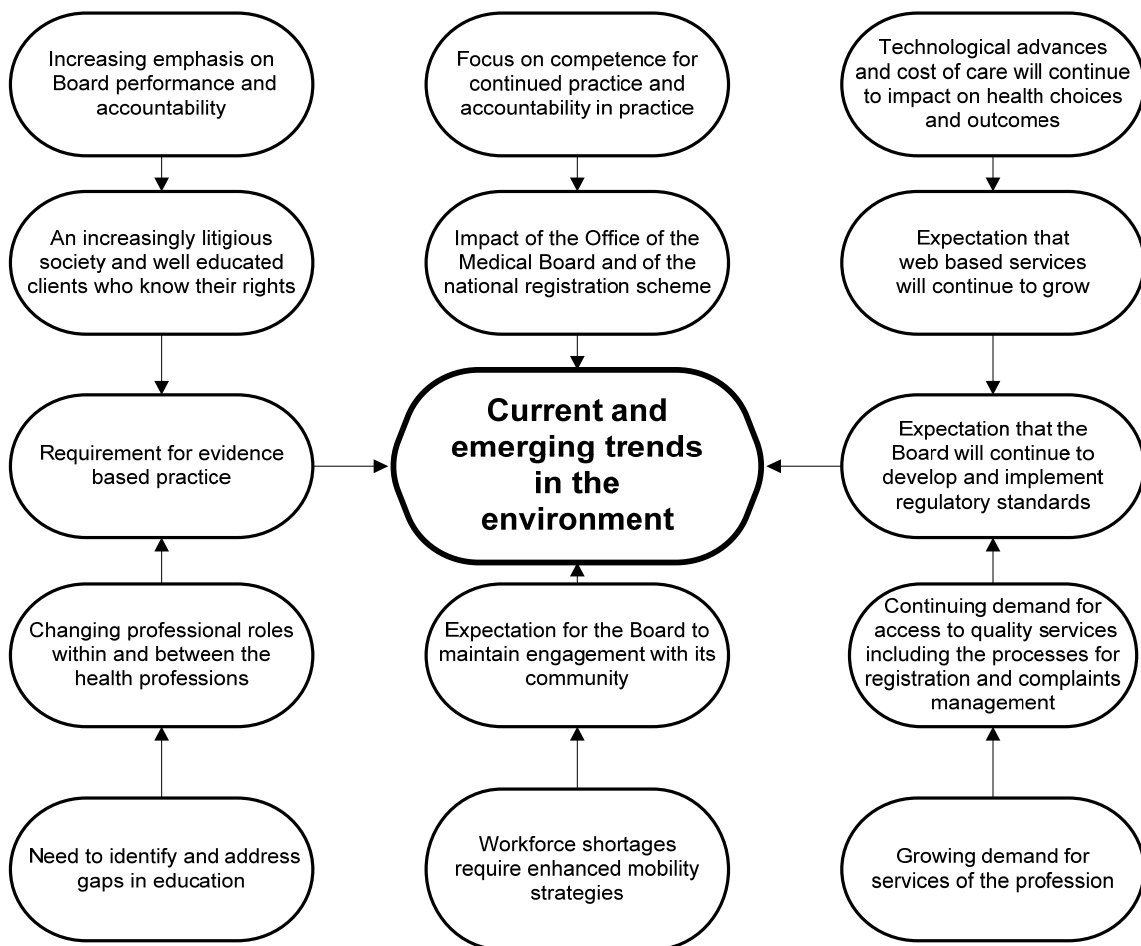 Increasing emphasis on
Board performance and
accountability
Focus on competence for
continued practice and
accountability in practice
Technological advances
and cost of care will continue
to impact on health choices
and outcomes
An increasingly litigious
society and well educated
clients who know their rights
Impact of the Office of the
Medical Board and of the
national registration scheme
Expectation that
web based services
will continue to grow
Requirement for evidence
based practice
Current and
emerging trends
in the
environment
Expectation that the
Board will continue to
develop and implement
regulatory standards
Changing professional roles
within and between the
health professions
Expectation for the Board to
maintain engagement with its
community
Continuing demand for
access to quality services
including the processes for
registration and complaints
management
Need to identify and address
gaps in education
Workforce shortages
require enhanced mobility
strategies
Growing demand for
services of the profession